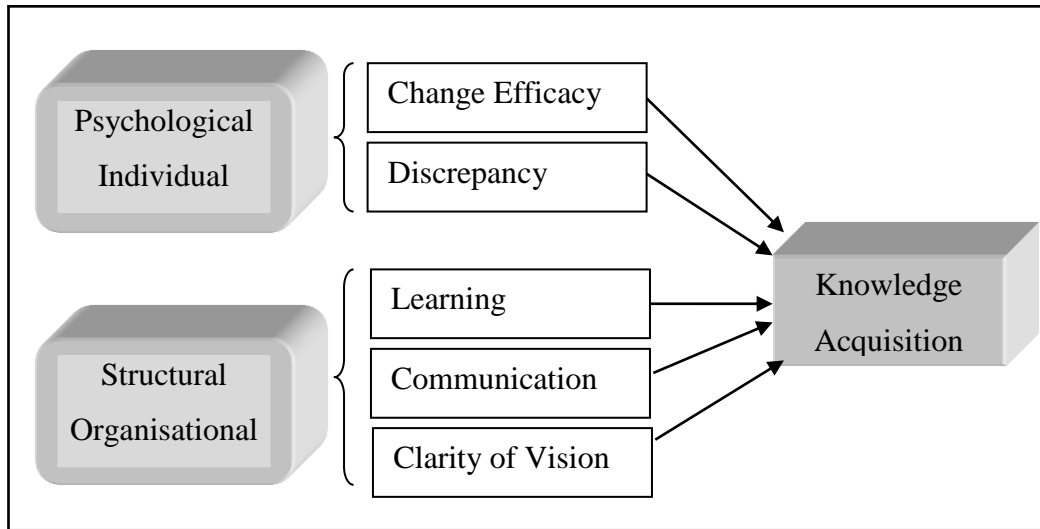 Psychological
Individual
Change Efficacy
Discrepancy
Structural
Organisational
Learning
Communication
Clarity of Vision
Knowledge
Acquisition